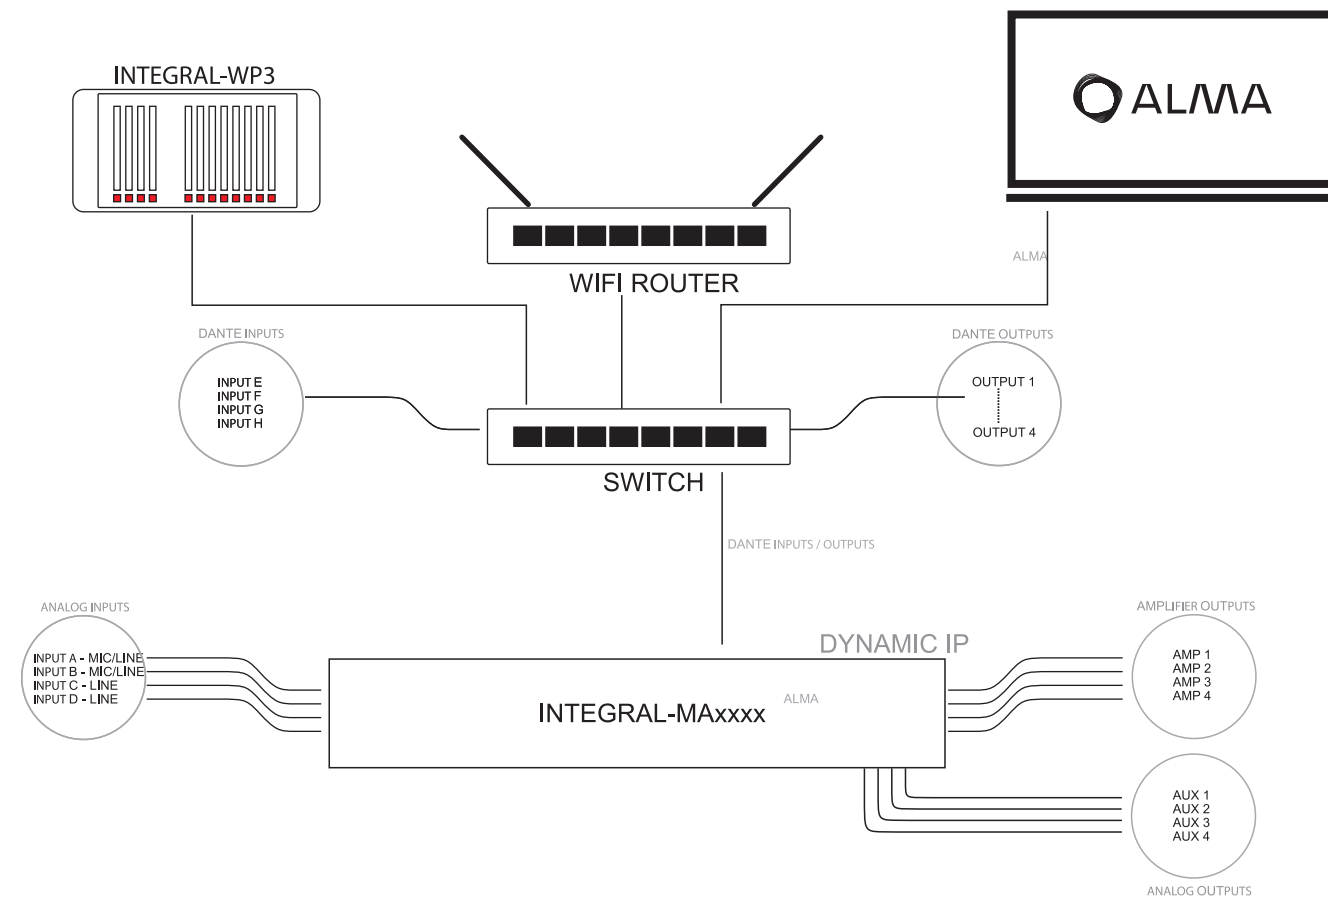 INTEGRAL-WP3
ALMA
WIFI ROUTER
ALMA
DANTE INPUTS
INPUT E
INPUT F
INPUT G
INPUT H
DANTE OUTPUTS
OUTPUT 1
OUTPUT 4
SWITCH
DANTE INPUTS / OUTPUTS
ANALOG INPUTS
INPUT A - MIC/LINE
INPUT B - MIC/LINE
INPUT C - LINE
INPUT D - LINE
DYNAMIC IP
INTEGRAL-MAxxxx
ALMA
AMPLIFIER OUTPUTS
AMP 1
AMP 2
AMP 3
AMP 4
AUX 1
AUX 2
AUX 3
AUX 4
ANALOG OUTPUTS